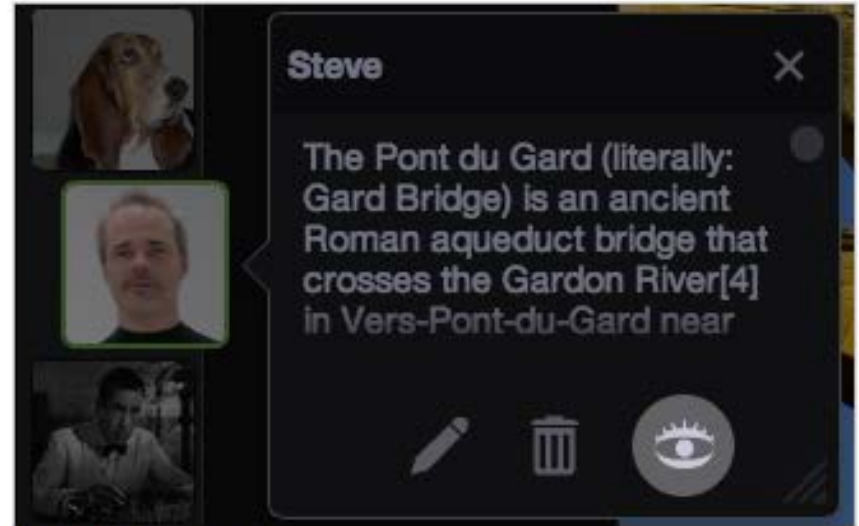 Steve
The Pont du Gard (literally:
Gard Bridge) is an ancient
Roman aqueduct bridge that
crosses the Gardon River[4]
in Vers-Pont-du-Gard near